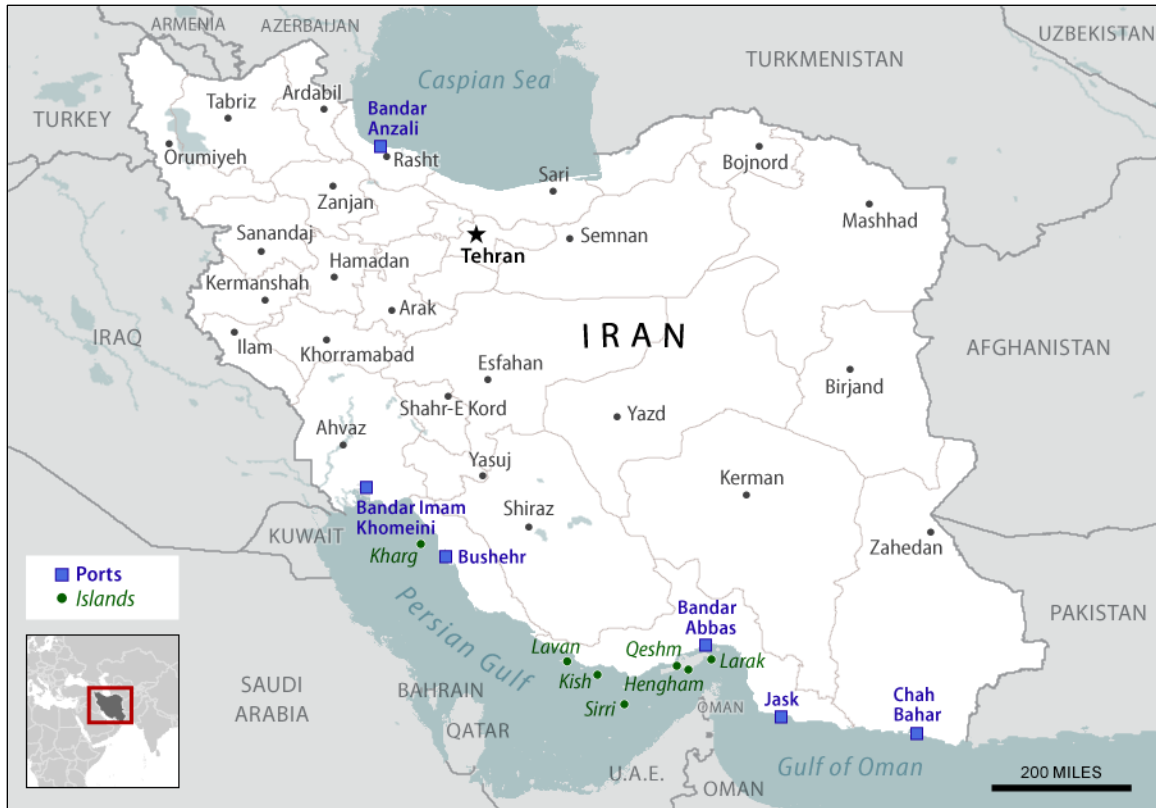 ARMENIA
AZERBAIJAN
UZBEKISTAN
TURKMENISTAN
Caspian Sea
Ardabil
Tabriz
Bandar
Anzali
TURKEY
Orumiyeh
Rasht
Bojnord
Sari
Zanjan
Mashhad
Sanandaj
Semnan
Tehran
Hamadan
Kermanshah
Arak
IRAN
IRAQ
Ilam
Khorramabad
AFGHANISTAN
Esfahan
Birjand
Shahr-E Kord
Yazd
Ahvaz
Yasuj
Kerman
Bandar Imam
Khomeini
Shiraz
KUWAIT
Kharg
Zahedan
Bushehr
Ports
Islands
Persian Gulf
Bandar
Abbas
PAKISTAN
Lavan
Qeshm
Larak
Kish
Hengham
SAUDI
ARABIA
BAHRAIN
Sirri
OMAN
Jask
Chah
Bahar
QATAR
U.A.E.
Gulf of Oman
OMAN
200 MILES